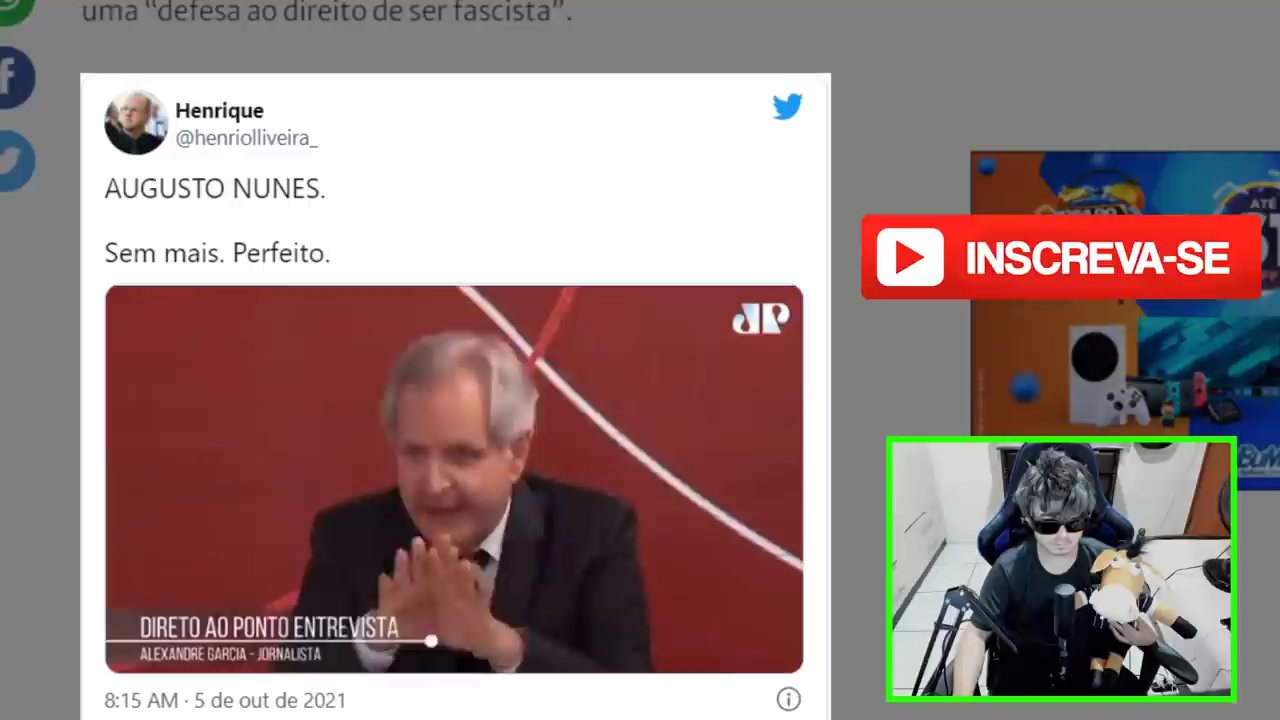 uma “defesa ao direito de ser fascista”.
Henrique
@henriolliveira_
AUGUSTO NUNES.
Sem mais. Perfeito.
JP
DIRETO AO PONTO ENTREVISTA
ALEXANDRE GARCIA - JORNALISTA
8:15 AM · 5 de out de 2021
INSCREVA-SE
ATÉ